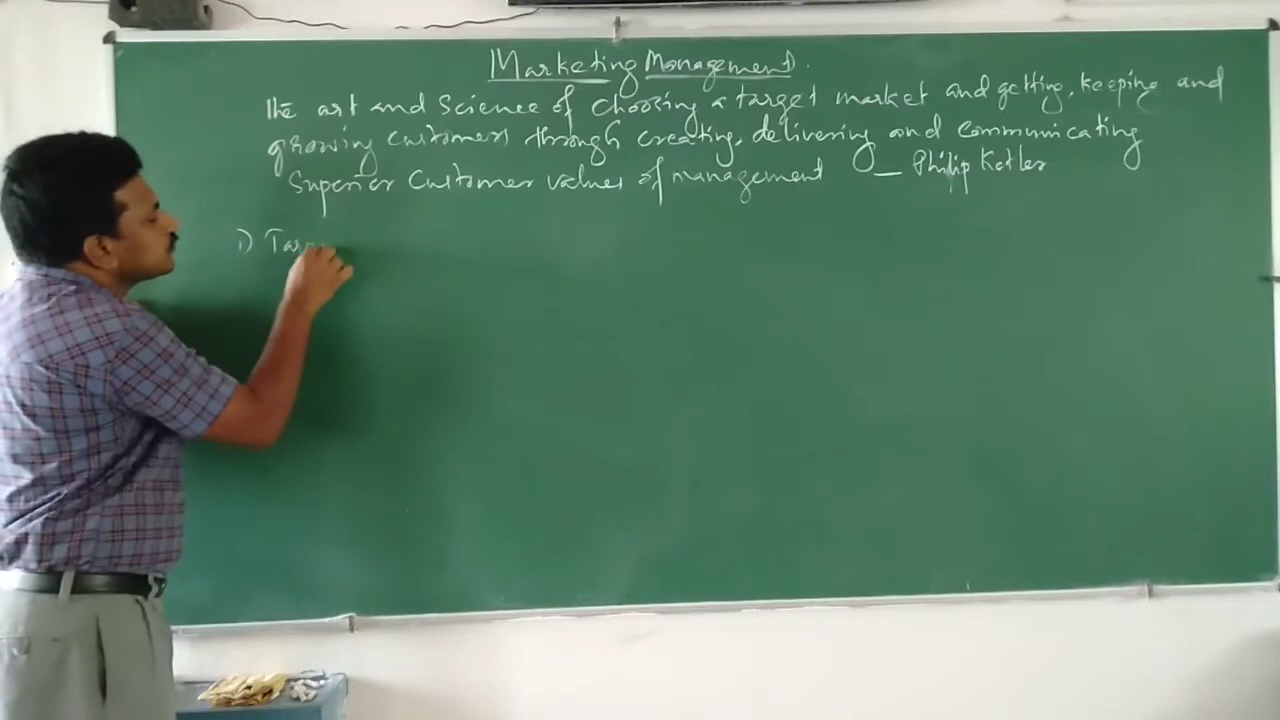 Marketing Management.
The art and Science of choosing a target market and getting, keeping and
growing customers through creating, delivering and communicating
Superior Customer values of management – Philip Kotler
1) Tar